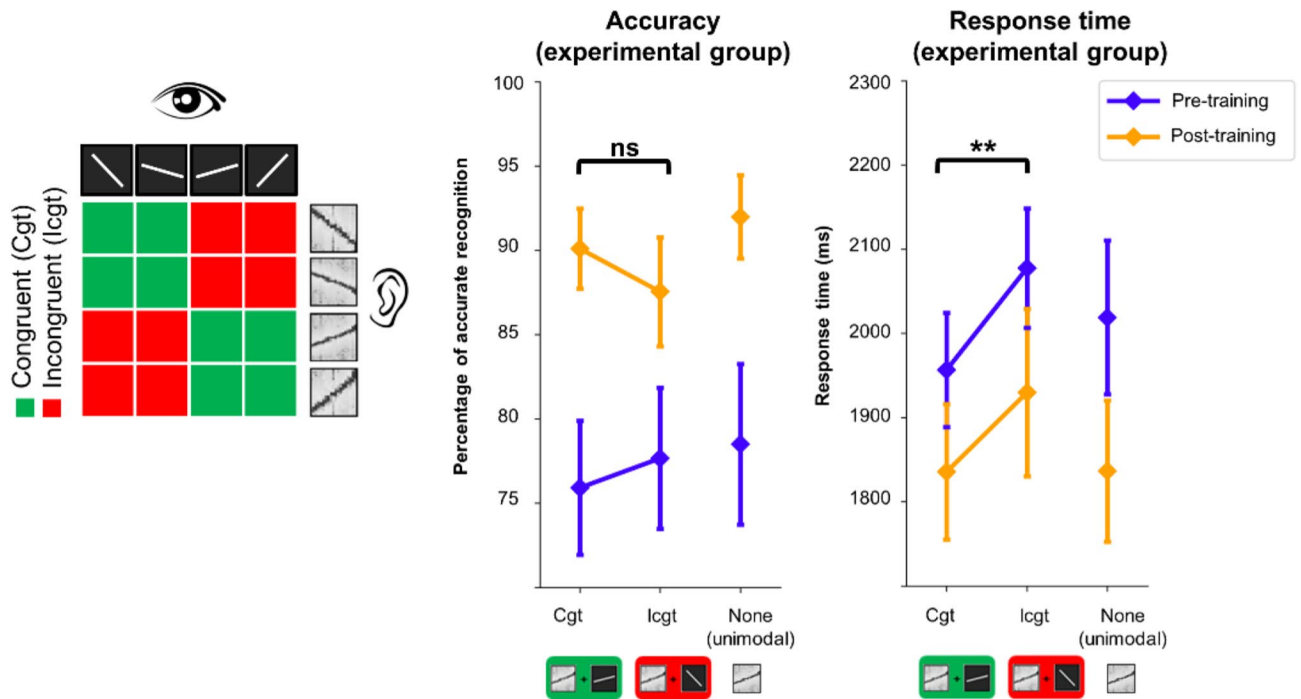 Congruent (Cgt)
Incongruent (Icgt)
Accuracy
(experimental group)
Percentage of accurate recognition
100
95
90
85
80
75
ns
Cgt
Icgt
None
(unimodal)
+
+
Response time
(experimental group)
Response time (ms)
2300
2200
2100
2000
1900
1800
**
Cgt
Icgt
None
(unimodal)
+
+
Pre-training
Post-training